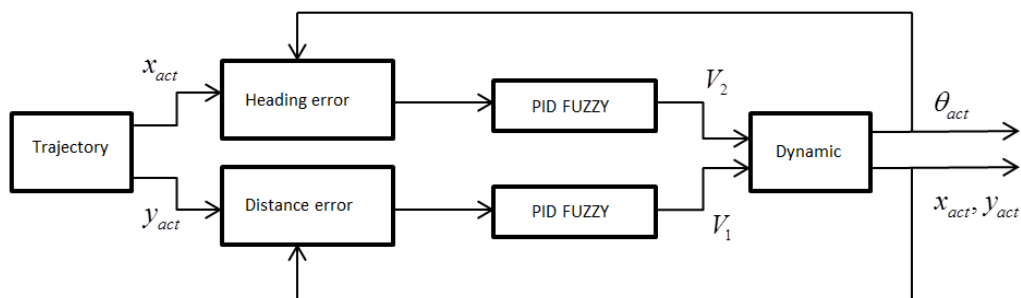 x_act
Heading error
PID FUZZY
V_2
θ_act
Trajectory
Dynamic
y_act
Distance error
PID FUZZY
V_1
x_act, y_act